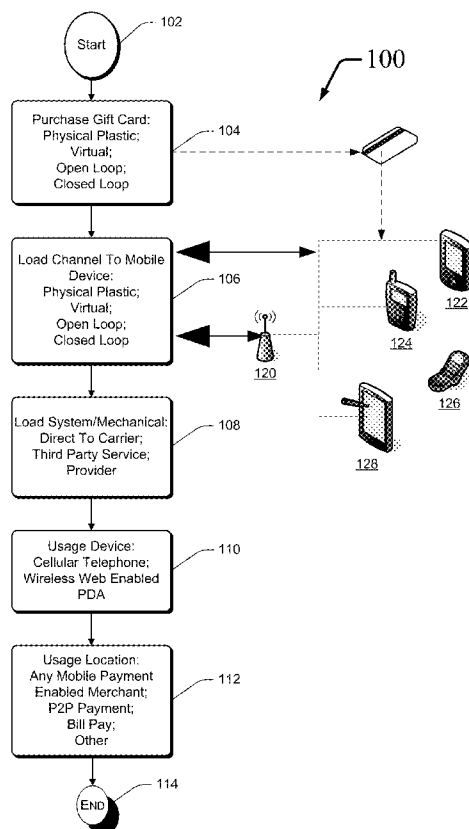 102
Start
100
Purchase Gift Card:
Physical Plastic;
Virtual;
Open Loop;
Closed Loop
104
Load Channel To Mobile
Device:
Physical Plastic;
Virtual;
Open Loop;
Closed Loop
106
122
124
120
126
128
Load System/Mechanical:
Direct To Carrier;
Third Party Service;
Provider
108
Usage Device:
Cellular Telephone;
Wireless Web Enabled
PDA
110
Usage Location:
Any Mobile Payment
Enabled Merchant;
P2P Payment;
Bill Pay;
Other
112
114
END